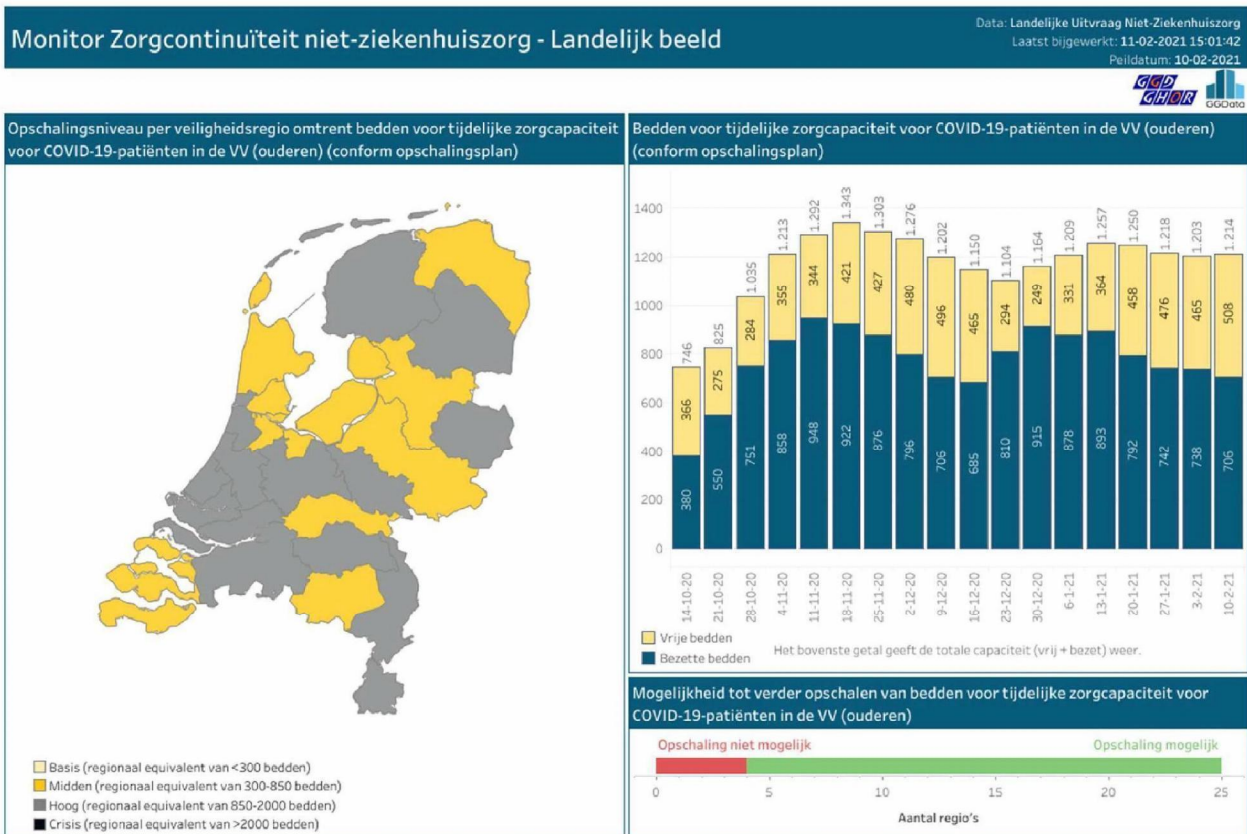 Monitor Zorgcontinuïteit niet-ziekenhuiszorg - Landelijk beeld
Data: Landelijke Uitvraag Niet-Ziekenhuiszorg
Laatst bijgewerkt: 11-02-2021 15:01:42
Peildatum: 10-02-2021
GGD
GHOR
GGData
Opschalingsniveau per veiligheidsregio omtrent bedden voor tijdelijke zorgcapaciteit
voor COVID-19-patiënten in de VV (ouderen) (conform opschalingsplan)
Basis (regionaal equivalent van <300 bedden)
Midden (regionaal equivalent van 300-850 bedden)
Hoog (regionaal equivalent van 850-2000 bedden)
Crisis (regionaal equivalent van >2000 bedden)
Bedden voor tijdelijke zorgcapaciteit voor COVID-19-patiënten in de VV (ouderen)
(conform opschalingsplan)
1400
1200
1000
800
600
400
200
0
746 825 1.035 1.213 1.292 1.343 1.303 1.276 1.202 1.150 1.104 1.164 1.209 1.257 1.250 1.218 1.203 1.214
366 275 284 355 344 421 427 480 496 465 294 249 331 364 458 476 465 508
380 550 751 858 948 922 876 796 706 685 810 915 878 893 792 742 738 706
14-10-20 21-10-20 28-10-20 4-11-20 11-11-20 18-11-20 25-11-20 2-12-20 9-12-20 16-12-20 23-12-20 30-12-20 6-1-21 13-1-21 20-1-21 27-1-21 3-2-21 10-2-21
Vrije bedden
Bezette bedden
Het bovenste getal geeft de totale capaciteit (vrij + bezet) weer.
Mogelijkheid tot verder opschalen van bedden voor tijdelijke zorgcapaciteit voor
COVID-19-patiënten in de VV (ouderen)
Opschaling niet mogelijk Opschaling mogelijk
0 5 10 15 20 25
Aantal regio's